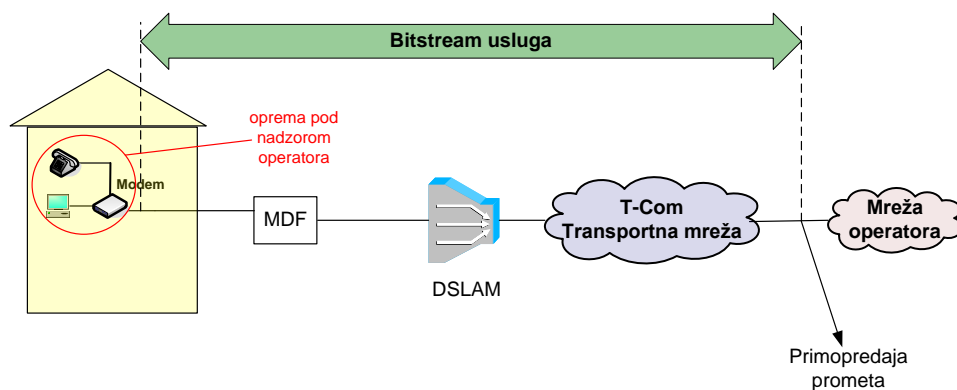 Bitstream usluga
oprema pod
nadzorom
operatora
Modem
MDF
DSLAM
T-Com
Transportna mreža
Mreža
operatora
Primopredaja
prometa